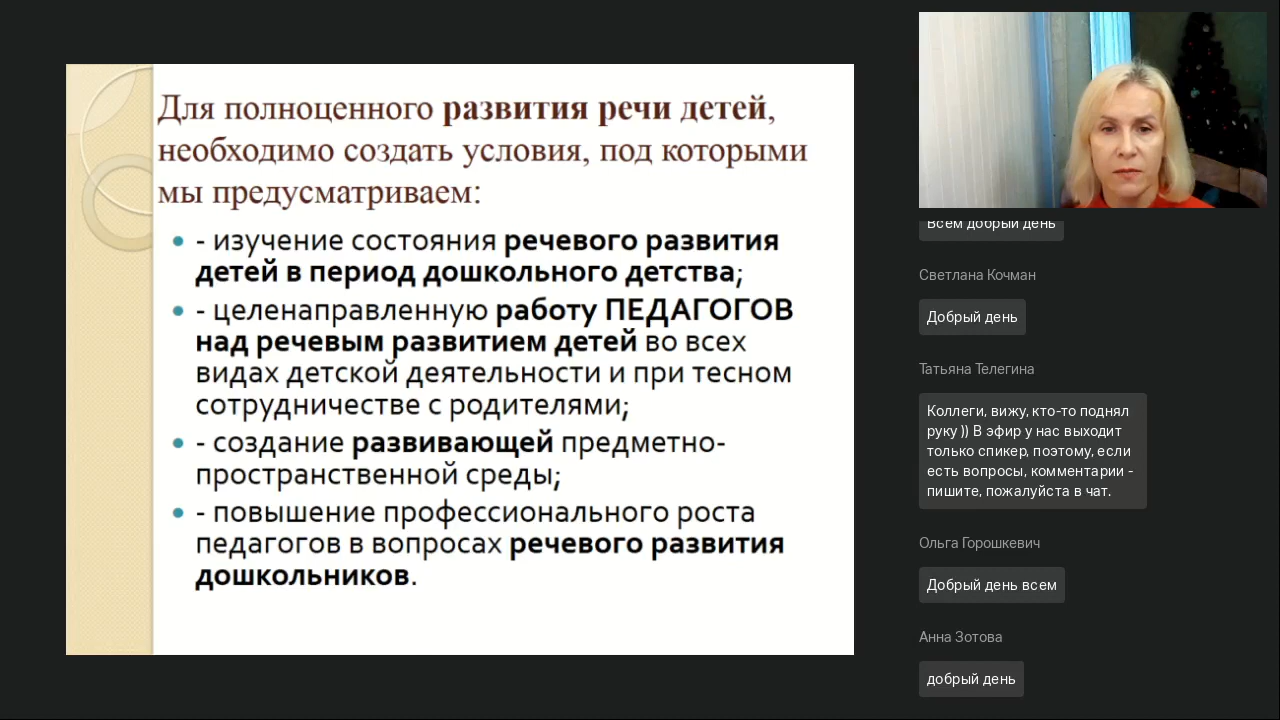 Для полноценного развития речи детей,
необходимо создать условия, под которыми
мы предусматриваем:
- изучение состояния речевого развития
детей в период дошкольного детства;
- целенаправленную работу ПЕДАГОГОВ
над речевым развитием детей во всех
видах детской деятельности и при тесном
сотрудничестве с родителями;
- создание развивающей предметно-
пространственной среды;
- повышение профессионального роста
педагогов в вопросах речевого развития
дошкольников.
Всем добрый день
Светлана Кочман
Добрый день
Татьяна Телегина
Коллеги, вижу, кто-то поднял
руку )) В эфир у нас выходит
только спикер, поэтому, если
есть вопросы, комментарии -
пишите, пожалуйста в чат.
Ольга Горошкевич
Добрый день всем
Анна Зотова
добрый день